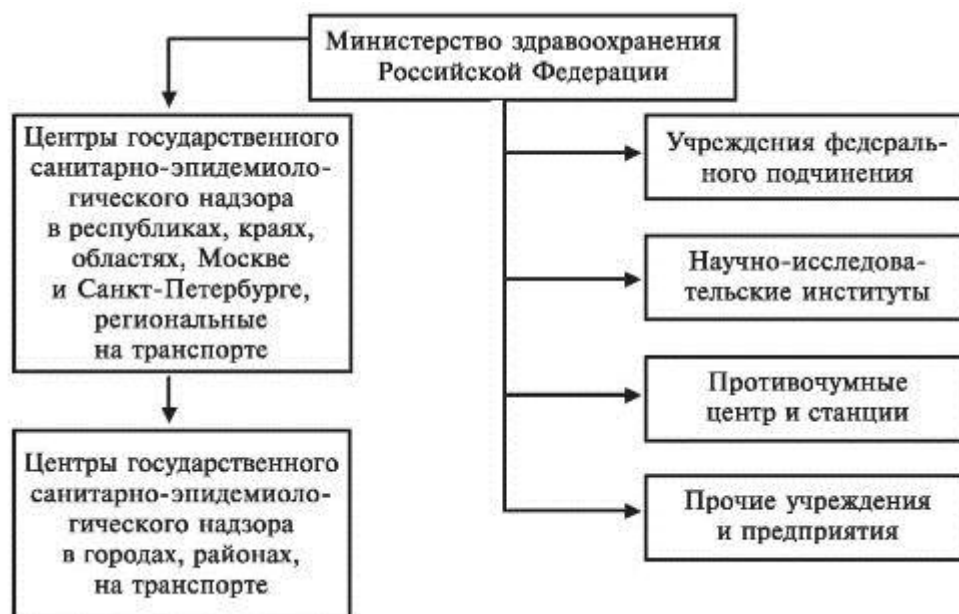 Министерство здравоохранения
Российской Федерации
Центры государственного
санитарно-эпидемиоло-
гического надзора
в республиках, краях,
областях, Москве
и Санкт-Петербурге,
региональные
на транспорте
Центры государственного
санитарно-эпидемиоло-
гического надзора
в городах, районах,
на транспорте
Учреждения федераль-
ного подчинения
Научно-исследова-
тельские институты
Противочумные
центр и станции
Прочие учреждения
и предприятия